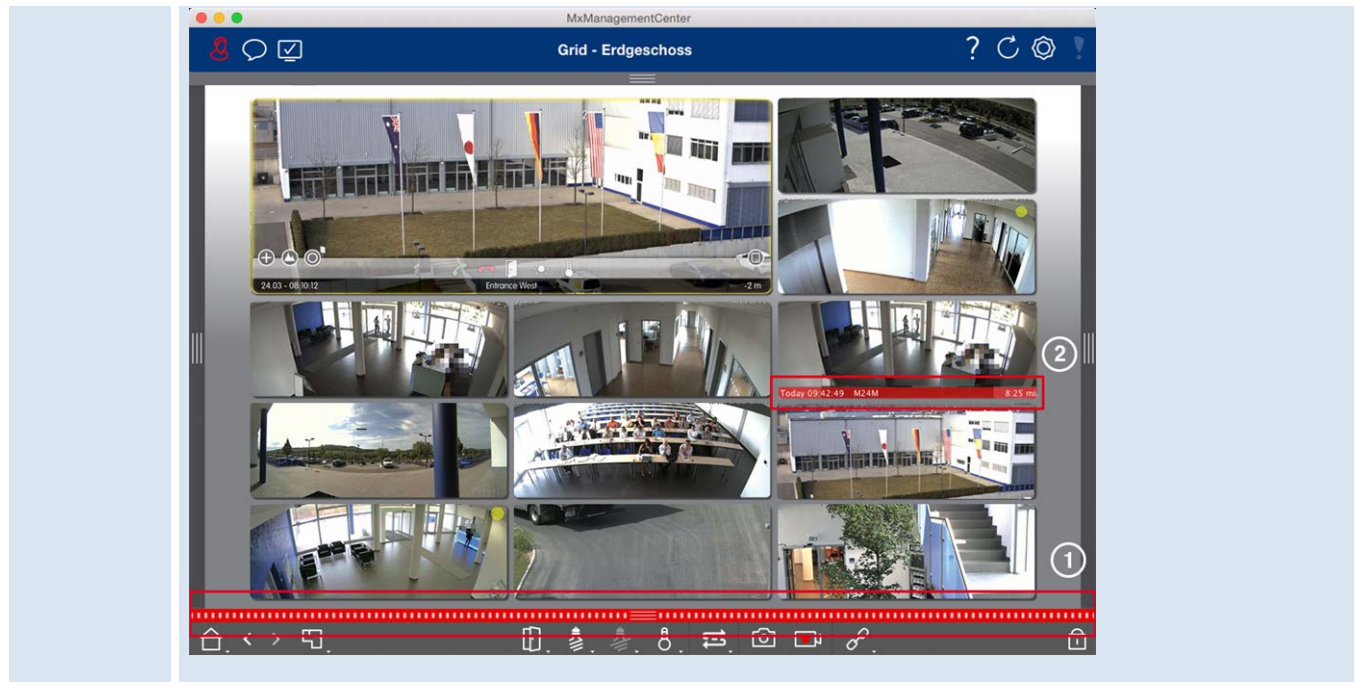 MxManagementCenter
Grid - Erdgeschoss
?
24.03 - 08:10:12 Entrance West -2 m
2
Today 09:42:49 M24M 8:25 mi.
1